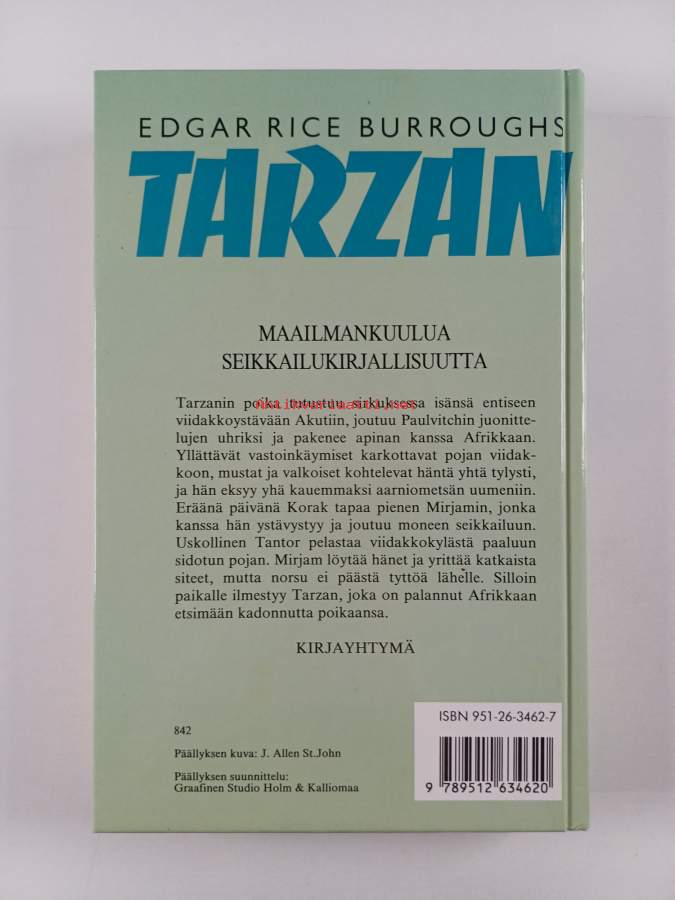 EDGAR RICE BURROUGHS
TARZAN
MAAILMANKUULUA
SEIKKAILUKIRJALLISUUTTA
Tarzanin poika tutustuu sirkuksessa isänsä entiseen
antikvariaatti.net
viidakkoystävään Akutiin, joutuu Paulvitchin juonitte-
lujen uhriksi ja pakenee apinan kanssa Afrikkaan.
Yllättävät vastoinkäymiset karkottavat pojan viidak-
koon, mustat ja valkoiset kohtelevat häntä yhtä tylysti,
ja hän eksyy yhä kauemmaksi aarniometsän uumeniin.
Eräänä päivänä Korak tapaa pienen Mirjamin, jonka
kanssa hän ystävystyy ja joutuu moneen seikkailuun.
Uskollinen Tantor pelastaa viidakkokylästä paaluun
sidotun pojan. Mirjam löytää hänet ja yrittää katkaista
siteet, mutta norsu ei päästä tyttöä lähelle. Silloin
paikalle ilmestyy Tarzan, joka on palannut Afrikkaan
etsimään kadonnutta poikaansa.
KIRJAYHTYMÄ
ISBN 951-26-3462-7
842
Päällyksen kuva: J. Allen St.John
Päällyksen suunnittelu:
Graafinen Studio Holm & Kalliomaa
9 789512 634620